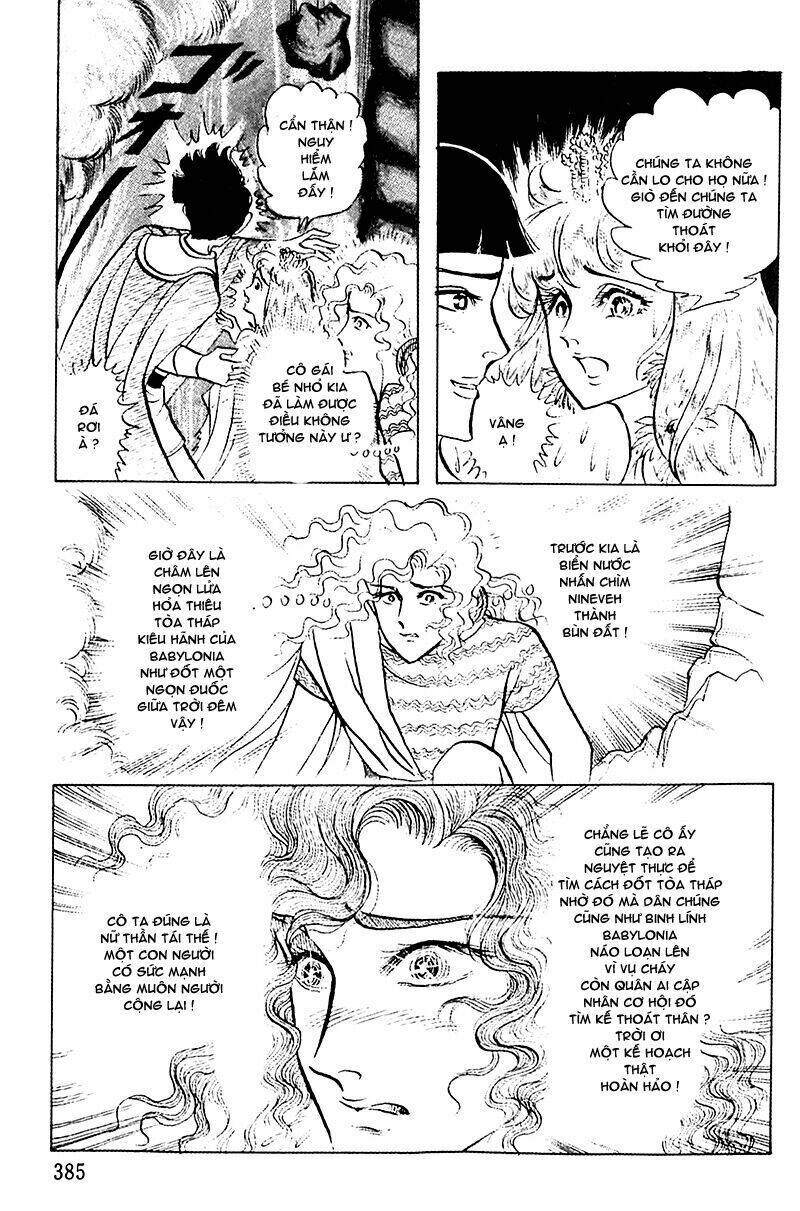 CHÚNG TA KHÔNG
CẦN LO CHO HỌ NỮA !
GIỜ ĐẾN CHÚNG TA
TÌM ĐƯỜNG
THOÁT
KHỎI ĐÂY !
VÂNG
Ạ !
ゴゴオー
CẨN THẬN !
NGUY
HIỂM
LẮM
ĐẤY !
CÔ GÁI
BÉ NHỎ KIA
ĐÃ LÀM ĐƯỢC
ĐIỀU KHÔNG
TƯỞNG NÀY Ư ?
ĐÁ
RƠI
À ?
TRƯỚC KIA LÀ
BIỂN NƯỚC
NHẤN CHÌM
NINEVEH
THÀNH
BÙN ĐẤT !
GIỜ ĐÂY LÀ
CHÂM LÊN
NGỌN LỬA
HỎA THIÊU
TÒA THÁP
KIÊU HÃNH CỦA
BABYLONIA
NHƯ ĐỐT MỘT
NGỌN ĐUỐC
GIỮA TRỜI ĐÊM
VẬY !
CHẲNG LẼ CÔ ẤY
CŨNG TẠO RA
NGUYỆT THỰC ĐỂ
TÌM CÁCH ĐỐT TÒA THÁP
NHỜ ĐÓ MÀ DÂN CHÚNG
CŨNG NHƯ BINH LÍNH
BABYLONIA
NÁO LOẠN LÊN
VÌ VỤ CHÁY
CÒN QUÂN AI CẬP
NHÂN CƠ HỘI ĐÓ
TÌM KẾ THOÁT THÂN ?
TRỜI ƠI
MỘT KẾ HOẠCH
THẬT
HOÀN HẢO !
CÔ TA ĐÚNG LÀ
NỮ THẦN TÁI THẾ !
MỘT CON NGƯỜI
CÓ SỨC MẠNH
BẰNG MUÔN NGƯỜI
CỘNG LẠI !
385